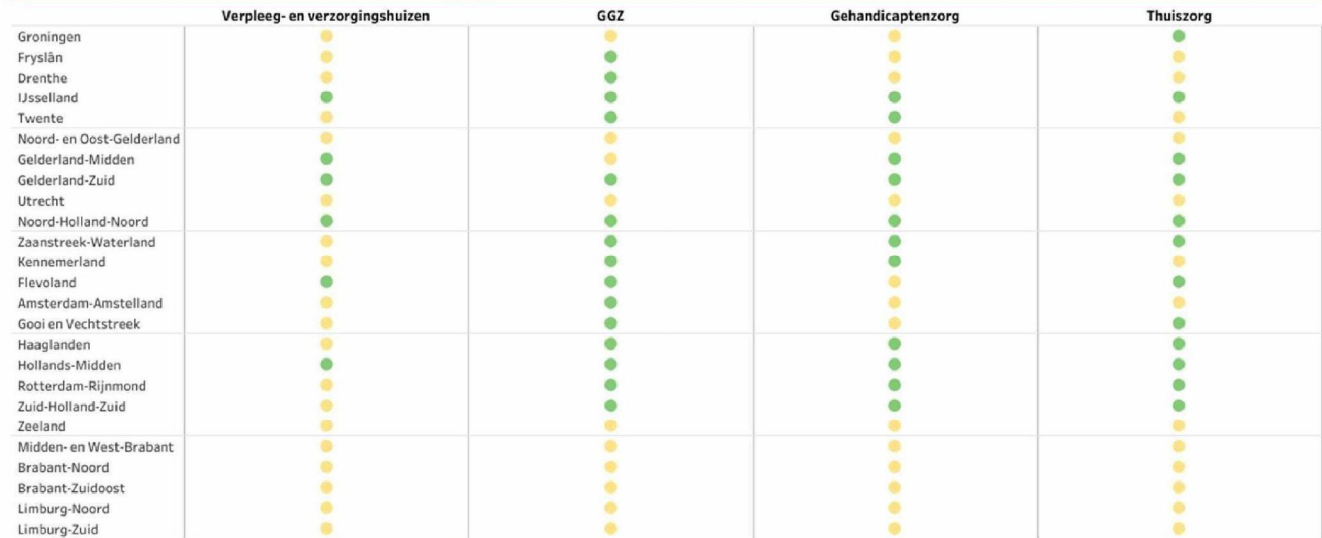 Verpleeg- en verzorgingshuizen GGZ Gehandicaptenzorg Thuiszorg
Groningen
Fryslân
Drenthe
IJsselland
Twente
Noord- en Oost-Gelderland
Gelderland-Midden
Gelderland-Zuid
Utrecht
Noord-Holland-Noord
Zaanstreek-Waterland
Kennemerland
Flevoland
Amsterdam-Amstelland
Gooi en Vechtstreek
Haaglanden
Hollands-Midden
Rotterdam-Rijnmond
Zuid-Holland-Zuid
Zeeland
Midden- en West-Brabant
Brabant-Noord
Brabant-Zuidoost
Limburg-Noord
Limburg-Zuid